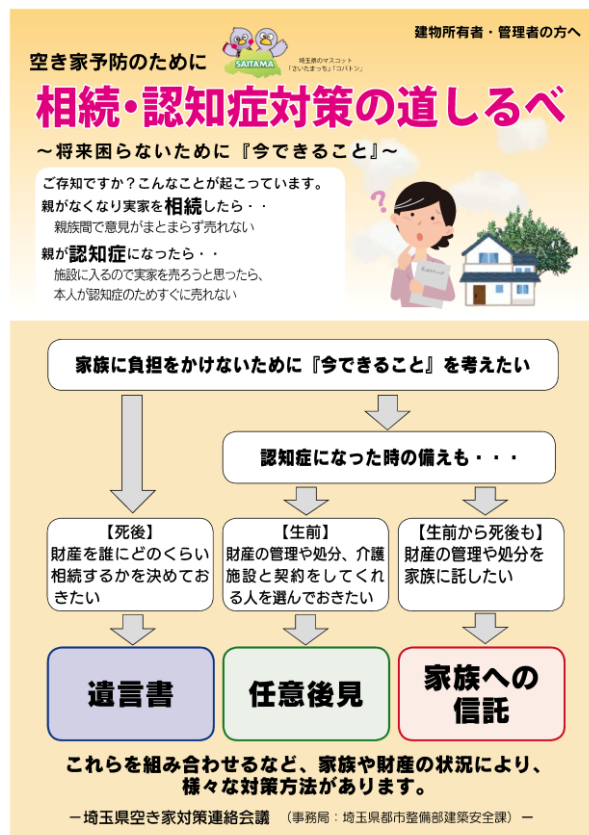 建物所有者・管理者の方へ
空き家予防のために
SAITAMA
埼玉県のマスコット
「さいたまっち」「コバトン」
相続・認知症対策の道しるべ
～将来困らないために『今できること』～
ご存知ですか？こんなことが起こっています。
親がなくなり実家を相続したら・・
親族間で意見がまとまらず売れない
親が認知症になったら・・
施設に入るので実家を売ろうと思ったら、
本人が認知症のためすぐに売れない
?
家族に負担をかけないために『今できること』を考えたい
認知症になった時の備えも・・・
【死後】
財産を誰にどのくらい
相続するかを決めてお
きたい
【生前】
財産の管理や処分、介護
施設と契約をしてくれ
る人を選んでおきたい
【生前から死後も】
財産の管理や処分を
家族に託したい
遺言書
任意後見
家族への
信託
これらを組み合わせるなど、家族や財産の状況により、
様々な対策方法があります。
－埼玉県空き家対策連絡会議 （事務局：埼玉県都市整備部建築安全課）－